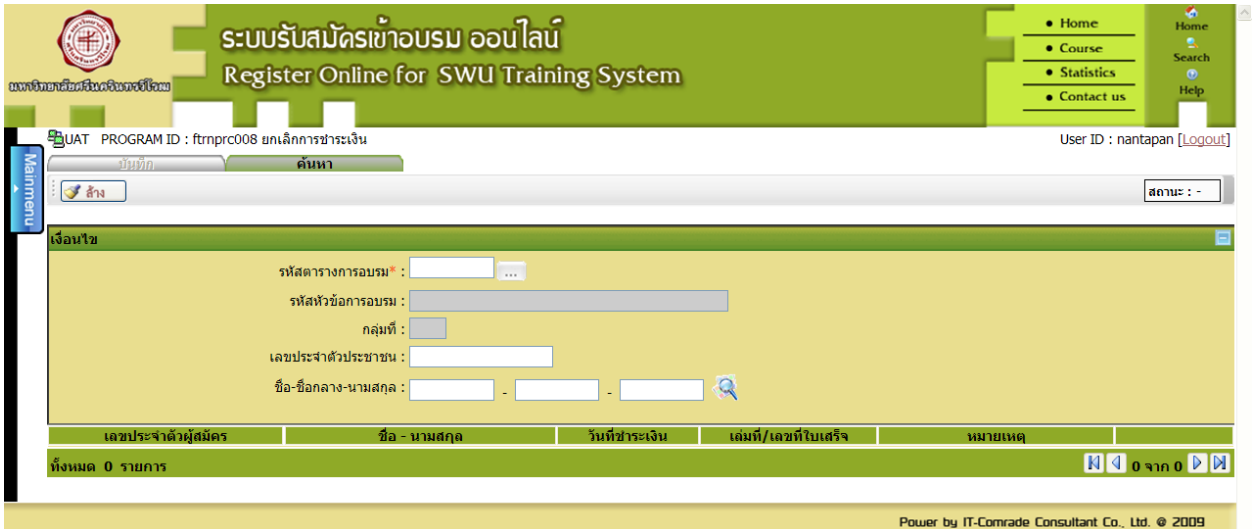 ระบบรับสมัครเข้าอบรม ออนไลน์
Register Online for SWU Training System
มหาวิทยาลัยศรีนครินทรวิโรฒ
• Home
• Course
• Statistics
• Contact us
Home
Search
Help
UAT PROGRAM ID : ftrnprc008 ยกเลิกการชำระเงิน
User ID : nantapan [Logout]
Mainmenu
บันทึก
ค้นหา
ล้าง
สถานะ : -
เงื่อนไข
รหัสตารางการอบรม* :
...
รหัสหัวข้อการอบรม :
กลุ่มที่ :
เลขประจำตัวประชาชน :
ชื่อ-ชื่อกลาง-นามสกุล : - -
เลขประจำตัวผู้สมัคร ชื่อ - นามสกุล วันที่ชำระเงิน เล่มที่/เลขที่ใบเสร็จ หมายเหตุ
ทั้งหมด 0 รายการ
0 จาก 0
Power by IT-Comrade Consultant Co., Ltd. @ 2009